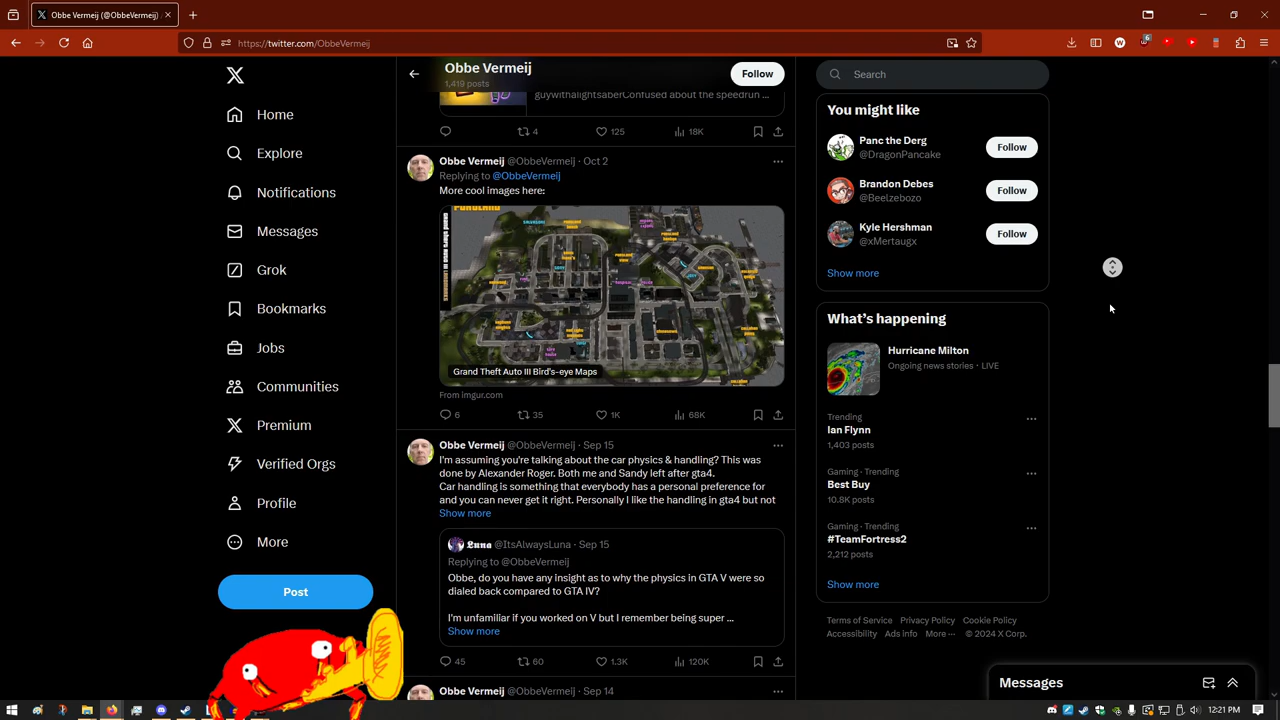 Obbe Vermeij (@ObbeVermeij)
https://twitter.com/ObbeVermeij
6
Home
Explore
Notifications
Messages
Grok
Bookmarks
Jobs
Communities
Premium
Verified Orgs
Profile
More
Post
Obbe Vermeij
1,419 posts
Follow
guywithalightsaberConfused about the speedrun ...
4
125
18K
Obbe Vermeij @ObbeVermeij · Oct 2
Replying to @ObbeVermeij
More cool images here:
PORTLAND
Grand Theft Auto III Bird's-eye Maps
From imgur.com
6
35
1K
68K
Obbe Vermeij @ObbeVermeij · Sep 15
I'm assuming you're talking about the car physics & handling? This was
done by Alexander Roger. Both me and Sandy left after gta4.
Car handling is something that everybody has a personal preference for
and you can never get it right. Personally I like the handling in gta4 but not
Show more
Luna @ItsAlwaysLuna · Sep 15
Replying to @ObbeVermeij
Obbe, do you have any insight as to why the physics in GTA V were so
dialed back compared to GTA IV?
I'm unfamiliar if you worked on V but I remember being super ...
Show more
45
60
1.3K
120K
Obbe Vermeij @ObbeVermeij · Sep 14
Search
You might like
Panc the Derg
@DragonPancake
Follow
Brandon Debes
@Beelzebozo
Follow
Kyle Hershman
@xMertaugx
Follow
Show more
What's happening
Hurricane Milton
Ongoing news stories · LIVE
Trending
Ian Flynn
1,403 posts
Gaming · Trending
Best Buy
10.8K posts
Gaming · Trending
#TeamFortress2
2,212 posts
Show more
Terms of Service Privacy Policy Cookie Policy
Accessibility Ads info More ··· © 2024 X Corp.
Messages
12:21 PM